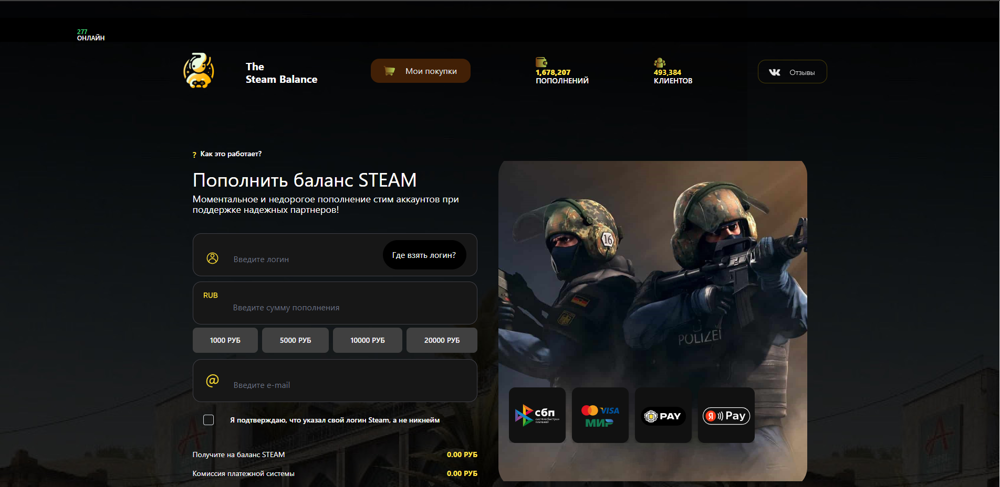 277
ОНЛАЙН
The
Steam Balance
Мои покупки
1,678,207
ПОПОЛНЕНИЙ
493,384
КЛИЕНТОВ
Отзывы
? Как это работает?
Пополнить баланс STEAM
Моментальное и недорогое пополнение стим аккаунтов при
поддержке надежных партнеров!
Введите логин
Где взять логин?
RUB
Введите сумму пополнения
1000 РУБ
5000 РУБ
10000 РУБ
20000 РУБ
@
Введите e-mail
Я подтверждаю, что указал свой логин Steam, а не никнейм
Получите на баланс STEAM
0.00 РУБ
Комиссия платежной системы
0.00 РУБ
16
POLIZEI
сбп
система быстрых
платежей
VISA
МИР
PAY
Я Pay
A
A